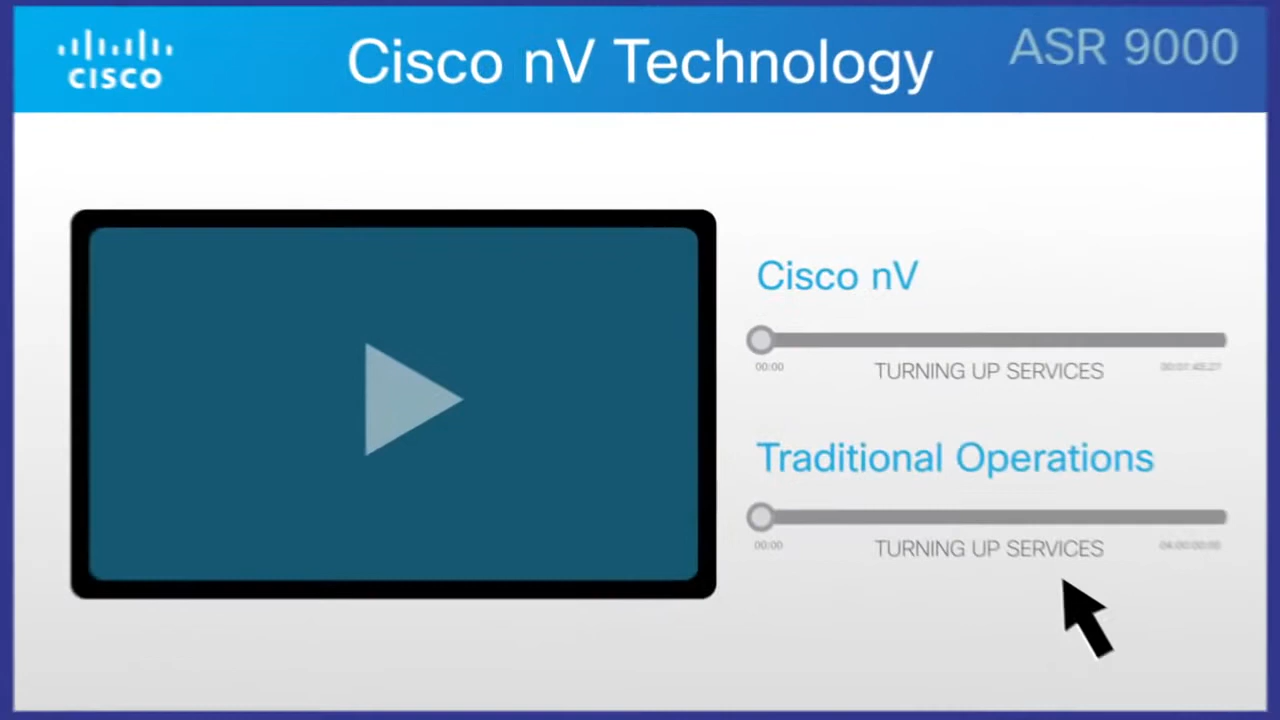 CISCO
Cisco nV Technology
ASR 9000
Cisco nV
00:00
TURNING UP SERVICES
Traditional Operations
00:00
TURNING UP SERVICES